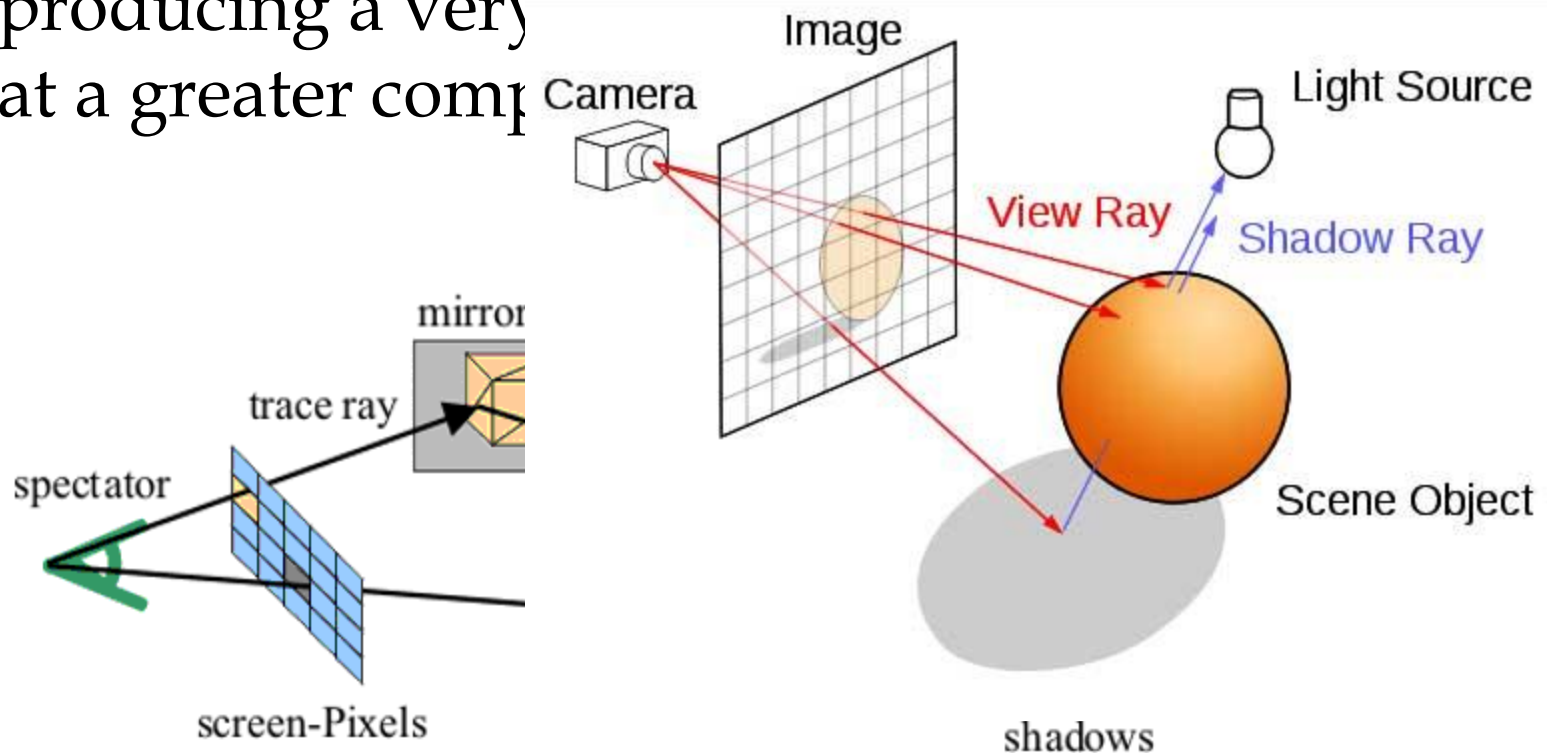 producing a very
at a greater comp
Image
Camera
Light Source
View Ray
Shadow Ray
mirror
trace ray
spectator
Scene Object
screen-Pixels
shadows